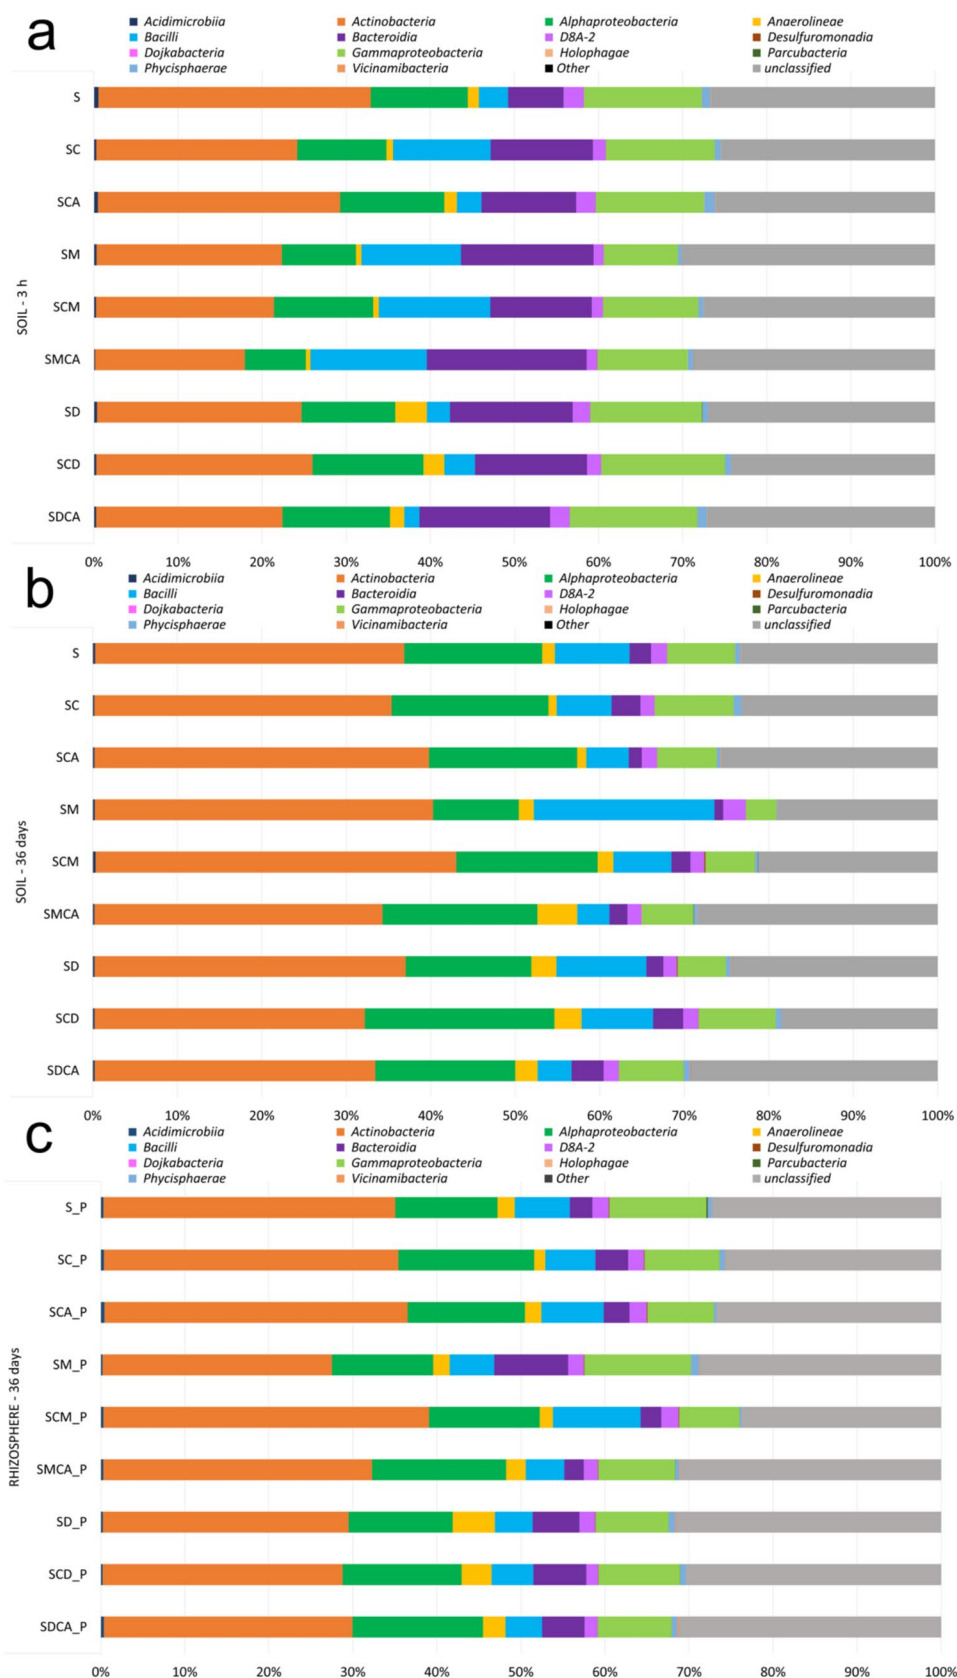 a
Acidimicrobiia Actinobacteria Alphaproteobacteria Anaerolineae
Bacilli Bacteroidia D8A-2 Desulfuromonadia
Dojkabacteria Gammaproteobacteria Holophagae Parcubacteria
Phycisphaerae Vicinamibacteria Other unclassified
SOIL - 3 h
S
SC
SCA
SM
SCM
SMCA
SD
SCD
SDCA
0% 10% 20% 30% 40% 50% 60% 70% 80% 90% 100%
b
Acidimicrobiia Actinobacteria Alphaproteobacteria Anaerolineae
Bacilli Bacteroidia D8A-2 Desulfuromonadia
Dojkabacteria Gammaproteobacteria Holophagae Parcubacteria
Phycisphaerae Vicinamibacteria Other unclassified
SOIL - 36 days
S
SC
SCA
SM
SCM
SMCA
SD
SCD
SDCA
0% 10% 20% 30% 40% 50% 60% 70% 80% 90% 100%
c
Acidimicrobiia Actinobacteria Alphaproteobacteria Anaerolineae
Bacilli Bacteroidia D8A-2 Desulfuromonadia
Dojkabacteria Gammaproteobacteria Holophagae Parcubacteria
Phycisphaerae Vicinamibacteria Other unclassified
RHIZOSPHERE - 36 days
S_P
SC_P
SCA_P
SM_P
SCM_P
SMCA_P
SD_P
SCD_P
SDCA_P
0% 10% 20% 30% 40% 50% 60% 70% 80% 90% 100%